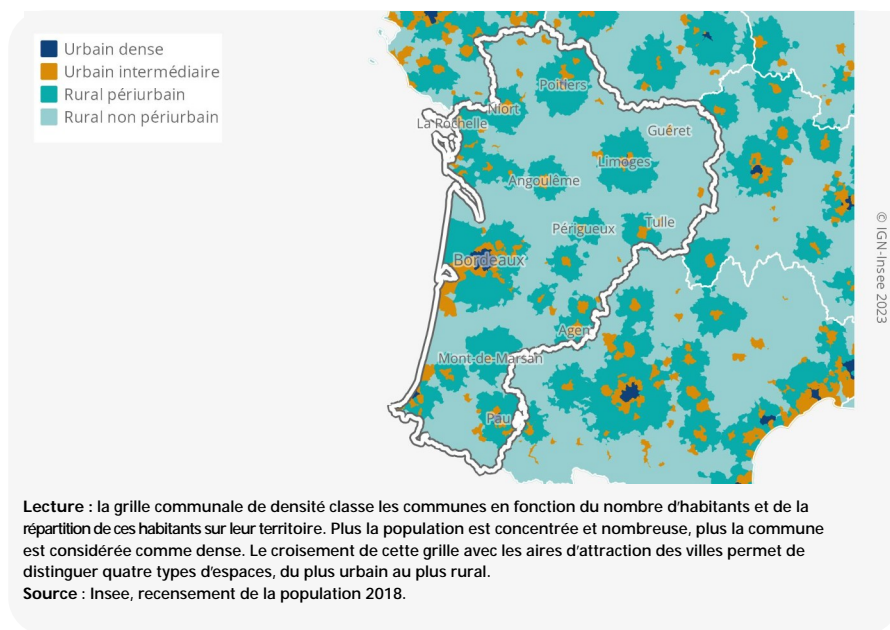 Urbain dense
Urbain intermédiaire
Rural périurbain
Rural non périurbain
Poitiers
Niort
La Rochelle
Guéret
Limoges
Angoulême
Périgueux
Tulle
Bordeaux
Agen
Mont-de-Marsan
Pau
© IGN-Insee 2023
Lecture : la grille communale de densité classe les communes en fonction du nombre d'habitants et de la
répartition de ces habitants sur leur territoire. Plus la population est concentrée et nombreuse, plus la commune
est considérée comme dense. Le croisement de cette grille avec les aires d'attraction des villes permet de
distinguer quatre types d'espaces, du plus urbain au plus rural.
Source : Insee, recensement de la population 2018.